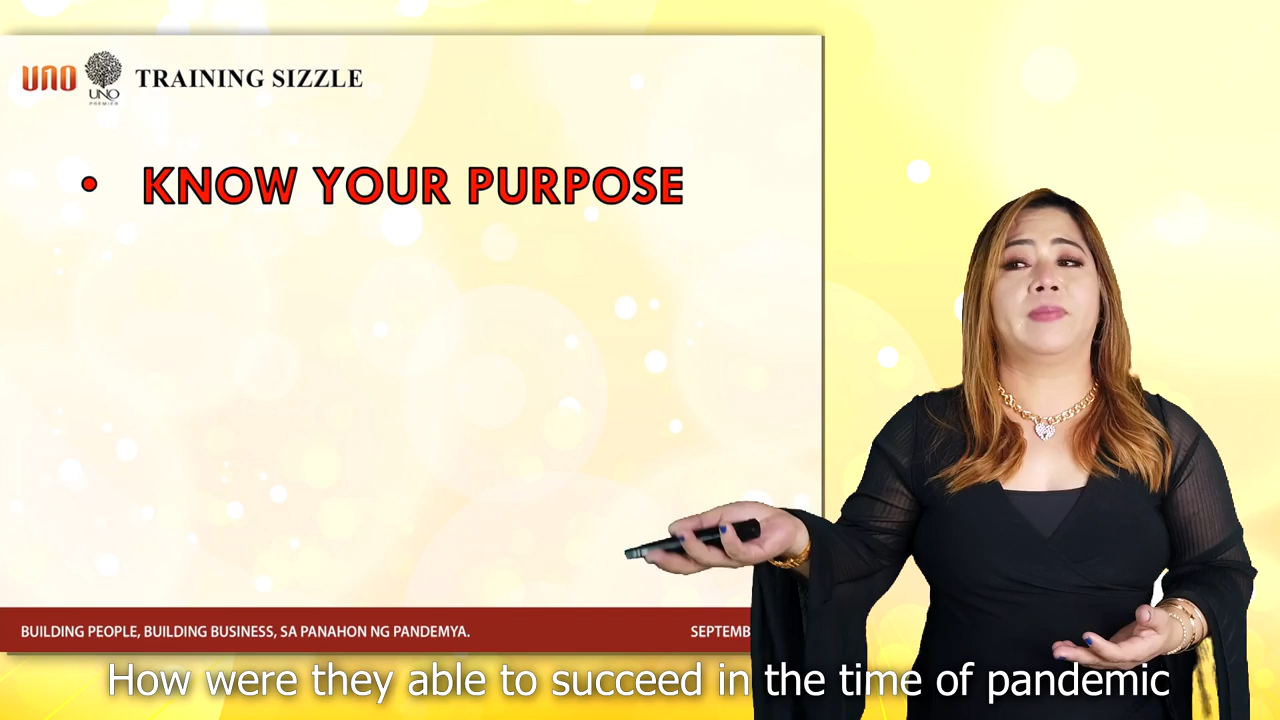 UNO
UNO
PREMIER
TRAINING SIZZLE
• KNOW YOUR PURPOSE
BUILDING PEOPLE, BUILDING BUSINESS, SA PANAHON NG PANDEMYA.
SEPTEMB
How were they able to succeed in the time of pandemic